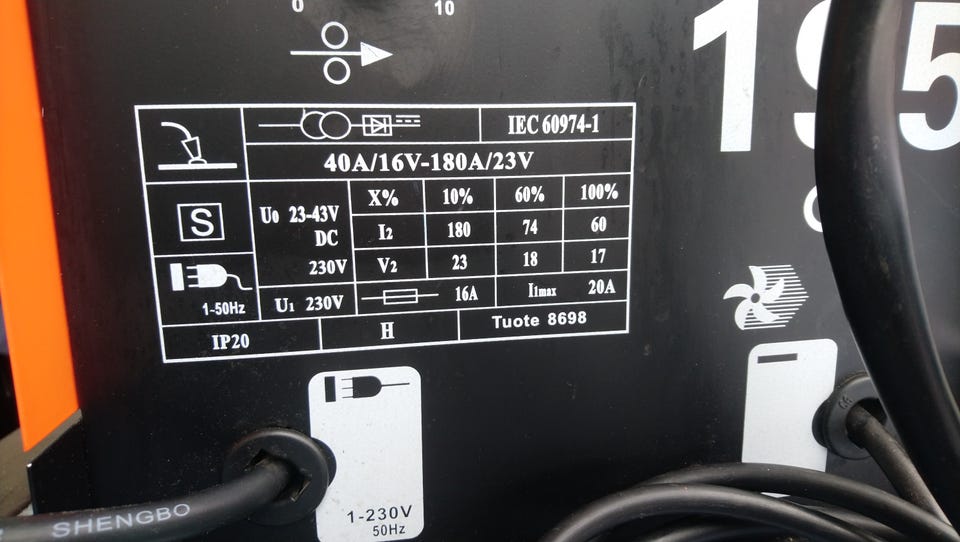 0 10
195
IEC 60974-1
40A/16V-180A/23V
S
U0 23-43V
DC
230V
X% 10% 60% 100%
I2 180 74 60
V2 23 18 17
1-50Hz
U1 230V
16A
I1max 20A
IP20
H
Tuote 8698
1-230V
50Hz
SHENGBO